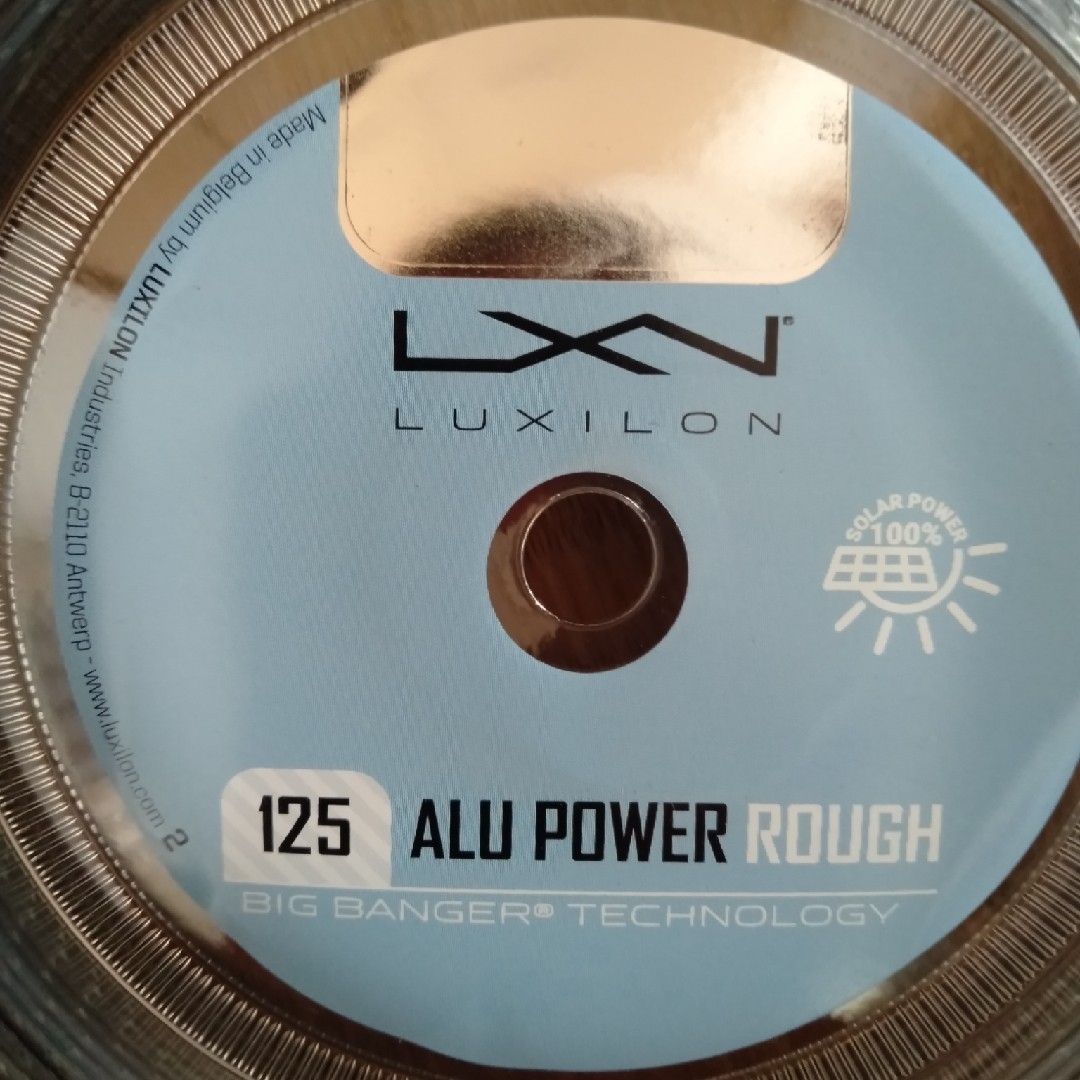 LXN®
LUXILON
SOLAR POWER
100%
125 ALU POWER ROUGH
BIG BANGER® TECHNOLOGY
Made in Belgium by LUXILON Industries, B-2110 Antwerp - www.luxilon.com 2